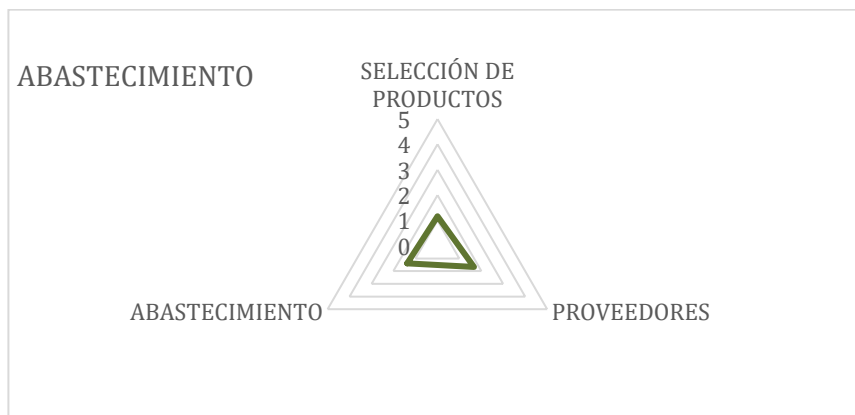 ABASTECIMIENTO
SELECCIÓN DE
PRODUCTOS
5
4
3
2
1
0
ABASTECIMIENTO
PROVEEDORES